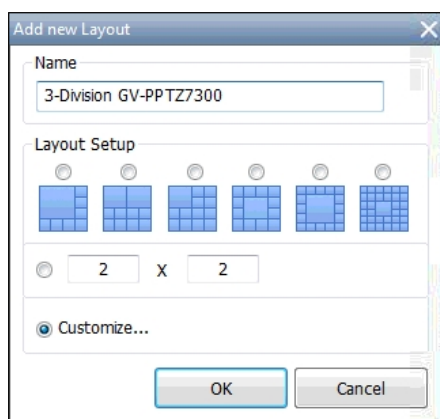 Add new Layout
Name
3-Division GV-PPTZ7300
Layout Setup
2 X 2
Customize...
OK Cancel